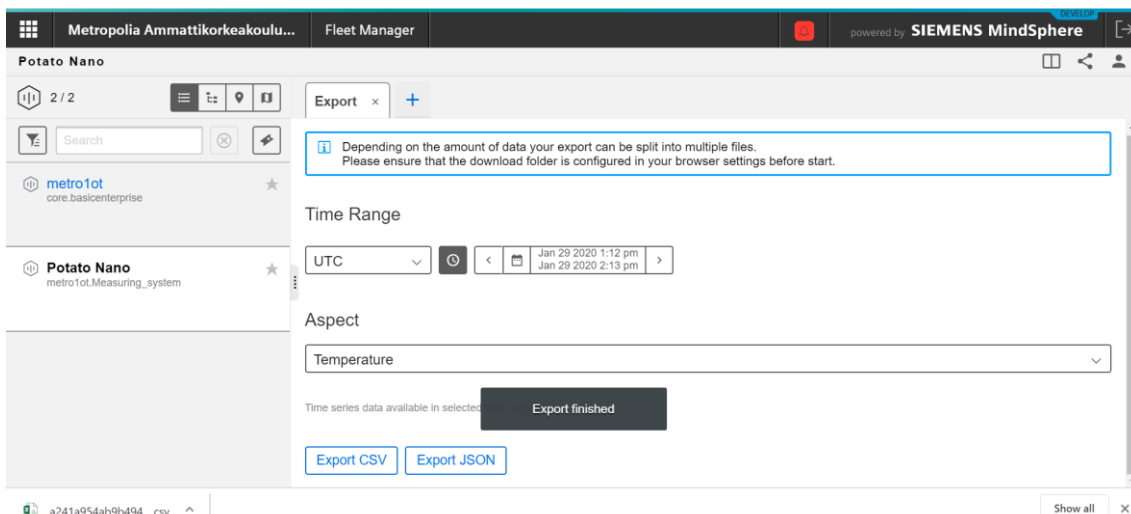 DEVELOP
Metropolia Ammattikorkeakoulu... Fleet Manager powered by SIEMENS MindSphere
Potato Nano
2 / 2 Export × +
Search
Depending on the amount of data your export can be split into multiple files.
Please ensure that the download folder is configured in your browser settings before start.
metro1ot
core.basicenterprise
Time Range
UTC
Jan 29 2020 1:12 pm
Jan 29 2020 2:13 pm
Potato Nano
metro1ot.Measuring_system
Aspect
Temperature
Time series data available in selected
Export finished
Export CSV Export JSON
a241a954ab9b494....csv Show all